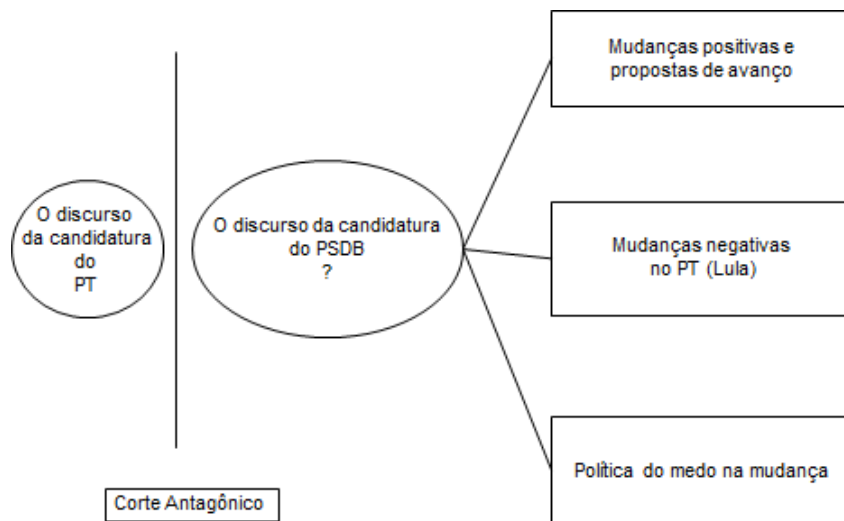 O discurso
da candidatura
do
PT
O discurso da candidatura
do PSDB
?
Mudanças positivas e
propostas de avanço
Mudanças negativas
no PT (Lula)
Política do medo na mudança
Corte Antagônico